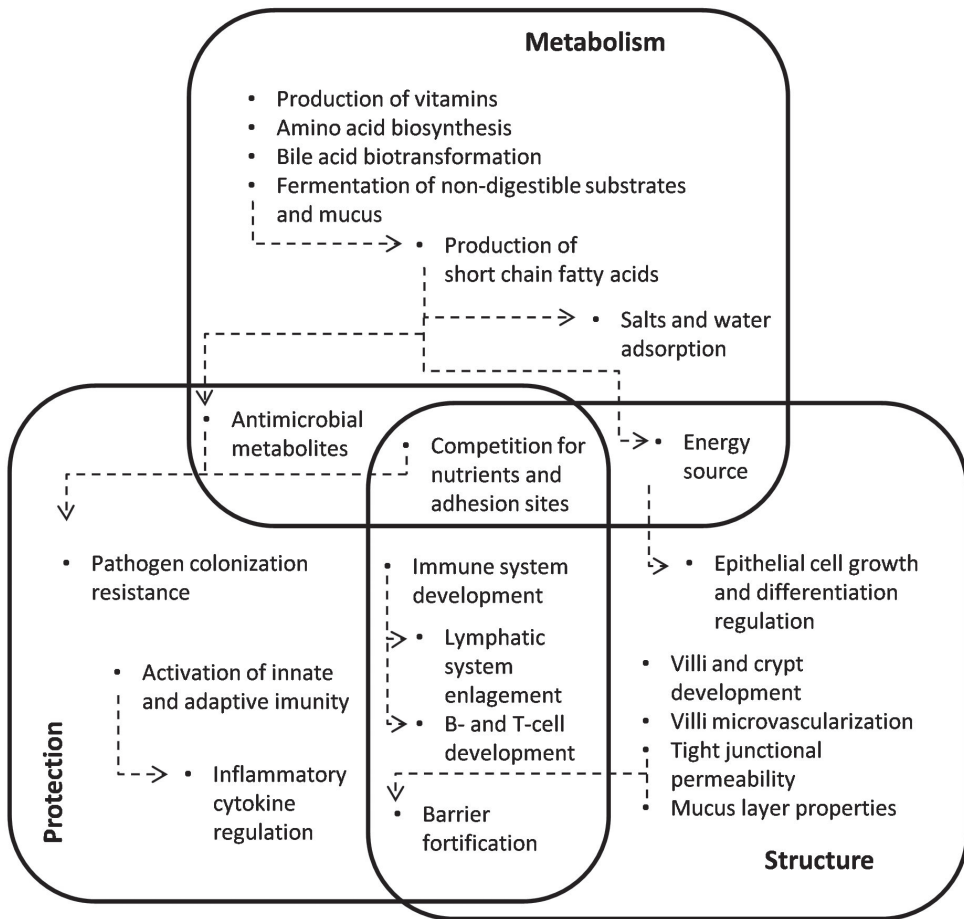 Metabolism
• Production of vitamins
• Amino acid biosynthesis
• Bile acid biotransformation
• Fermentation of non-digestible substrates
and mucus
• Production of
short chain fatty acids
• Salts and water
adsorption
• Antimicrobial
metabolites
• Competition for
nutrients and
adhesion sites
• Energy
source
• Pathogen colonization
resistance
• Activation of innate
and adaptive imunity
• Inflammatory
cytokine
regulation
Protection
• Immune system
development
• Lymphatic
system
enlagement
• B- and T-cell
development
• Barrier
fortification
• Epithelial cell growth
and differentiation
regulation
• Villi and crypt
development
• Villi microvascularization
• Tight junctional
permeability
• Mucus layer properties
Structure